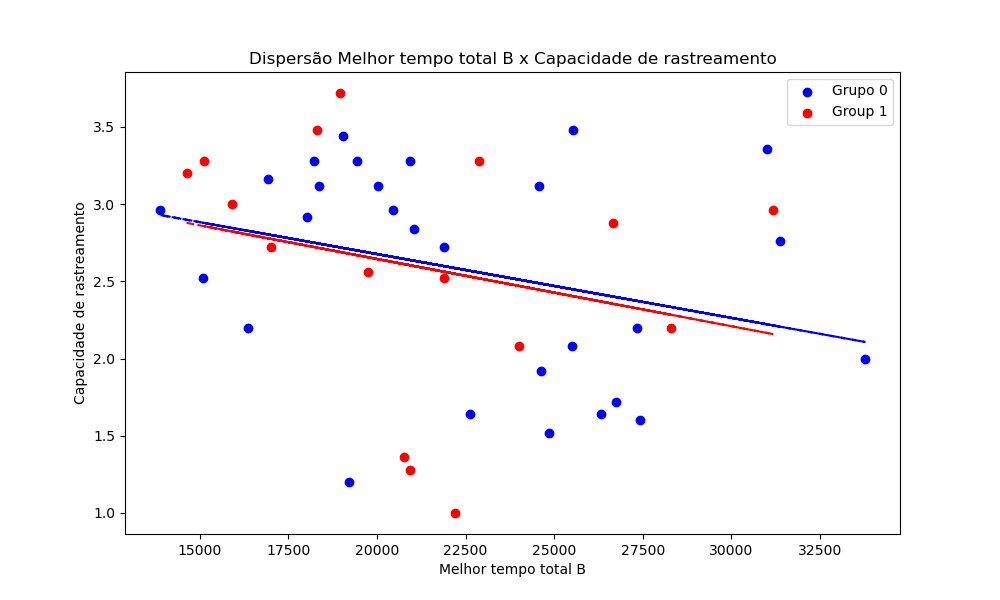 Dispersão Melhor tempo total B x Capacidade de rastreamento
Grupo 0
Group 1
Capacidade de rastreamento
3.5
3.0
2.5
2.0
1.5
1.0
15000 17500 20000 22500 25000 27500 30000 32500
Melhor tempo total B